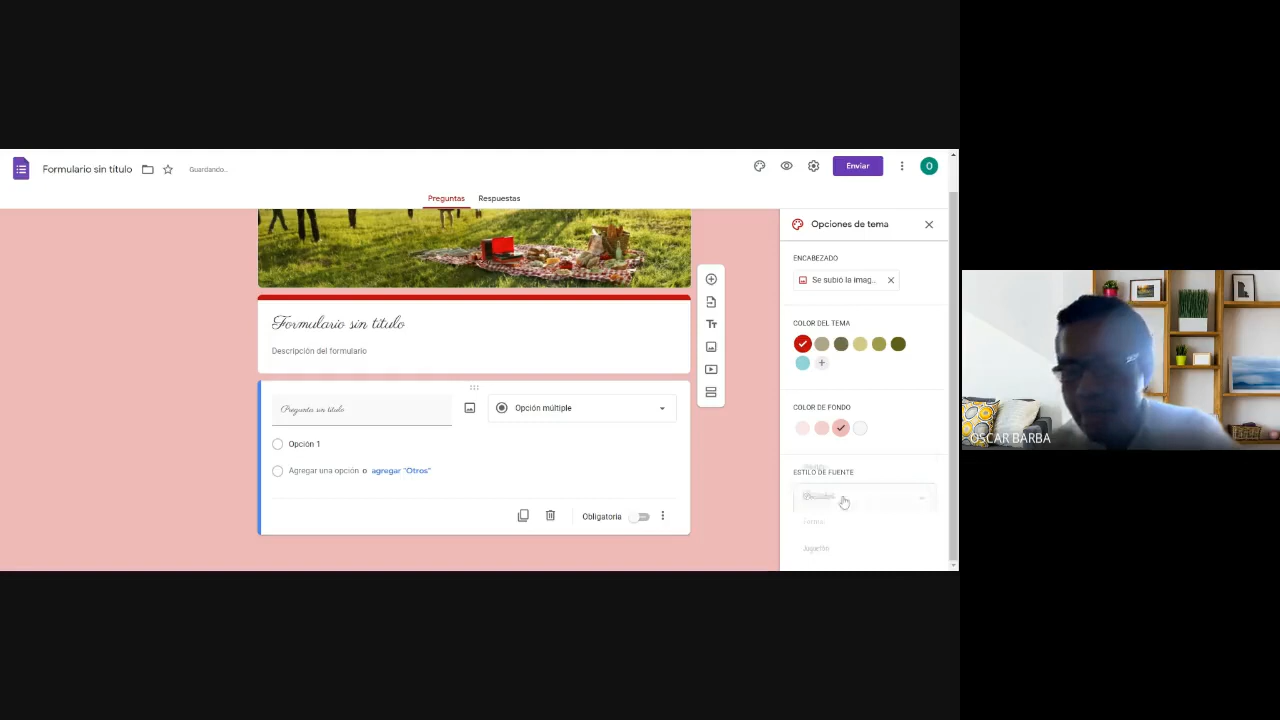 Formulario sin título
Guardando...
Enviar
O
Preguntas
Respuestas
Opciones de tema
ENCABEZADO
Se subió la imag...
Formulario sin título
COLOR DEL TEMA
Descripción del formulario
Pregunta sin título
Opción múltiple
COLOR DE FONDO
Opción 1
OSCAR BARBA
Agregar una opción o agregar "Otros"
ESTILO DE FUENTE
Obligatoria
Formal
Juguetón